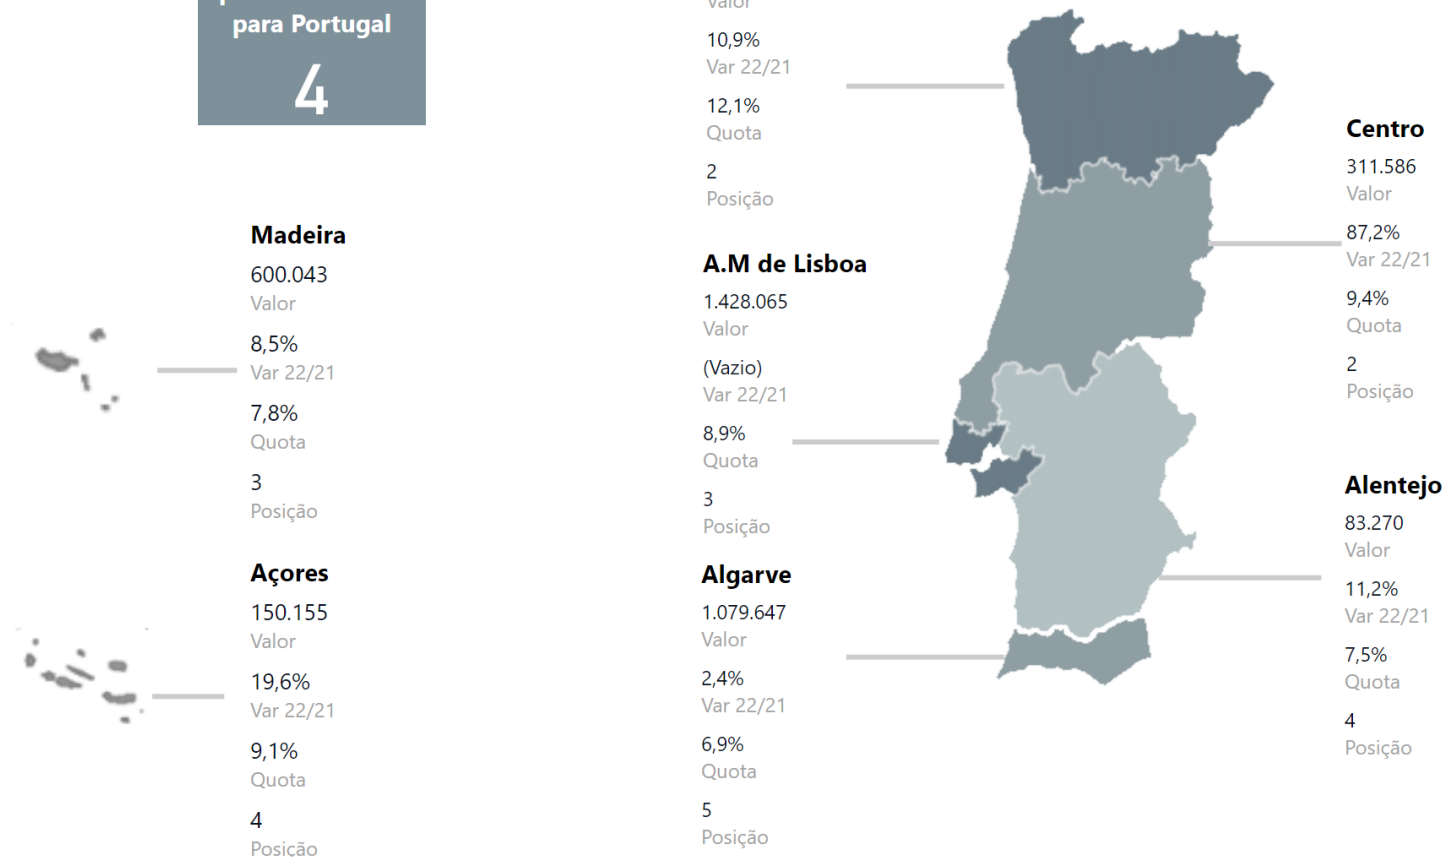 para Portugal
4
Madeira
600.043
Valor
8,5%
Var 22/21
7,8%
Quota
3
Posição
Açores
150.155
Valor
19,6%
Var 22/21
9,1%
Quota
4
Posição
Valor
10,9%
Var 22/21
12,1%
Quota
2
Posição
A.M de Lisboa
1.428.065
Valor
(Vazio)
Var 22/21
8,9%
Quota
3
Posição
Algarve
1.079.647
Valor
2,4%
Var 22/21
6,9%
Quota
5
Posição
Centro
311.586
Valor
87,2%
Var 22/21
9,4%
Quota
2
Posição
Alentejo
83.270
Valor
11,2%
Var 22/21
7,5%
Quota
4
Posição